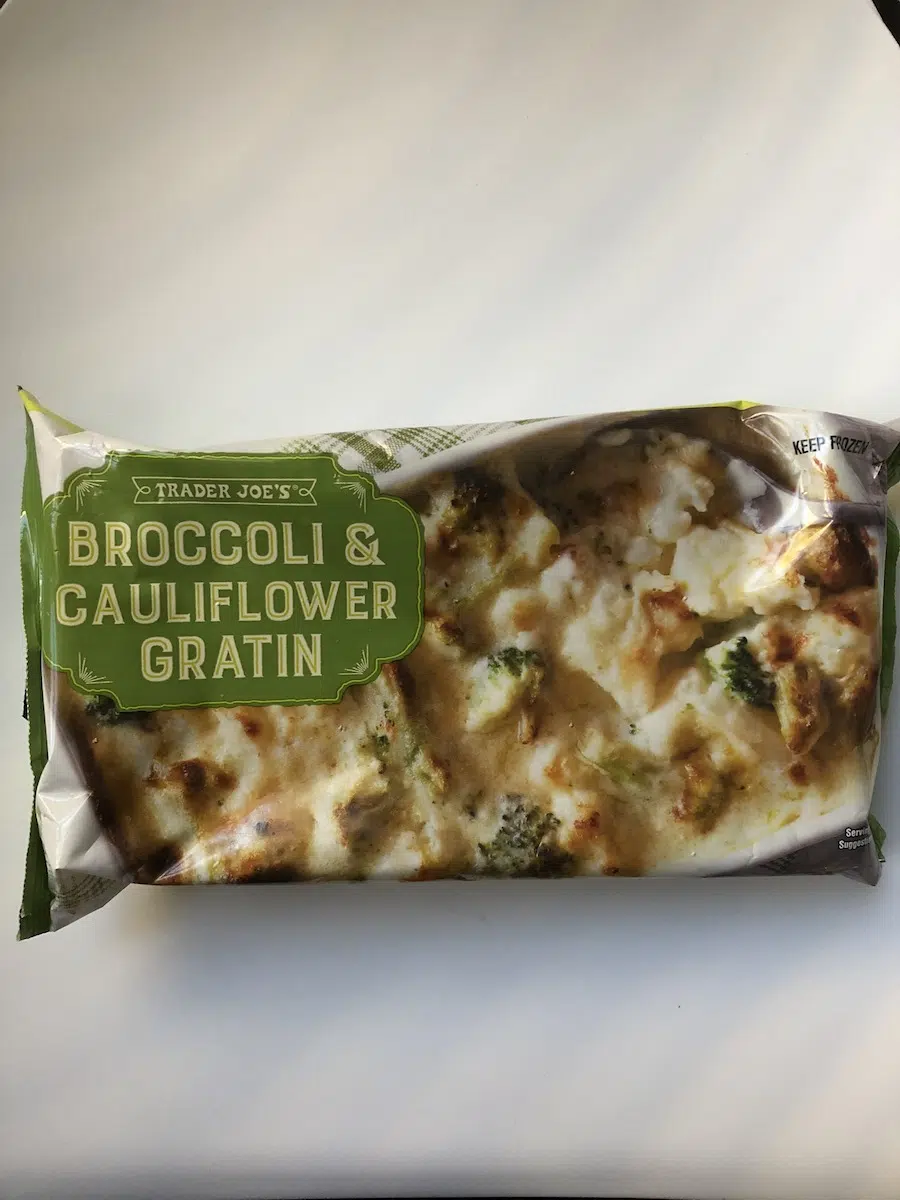 KEEP FROZEN
TRADER JOE'S®
BROCCOLI &
CAULIFLOWER
GRATIN